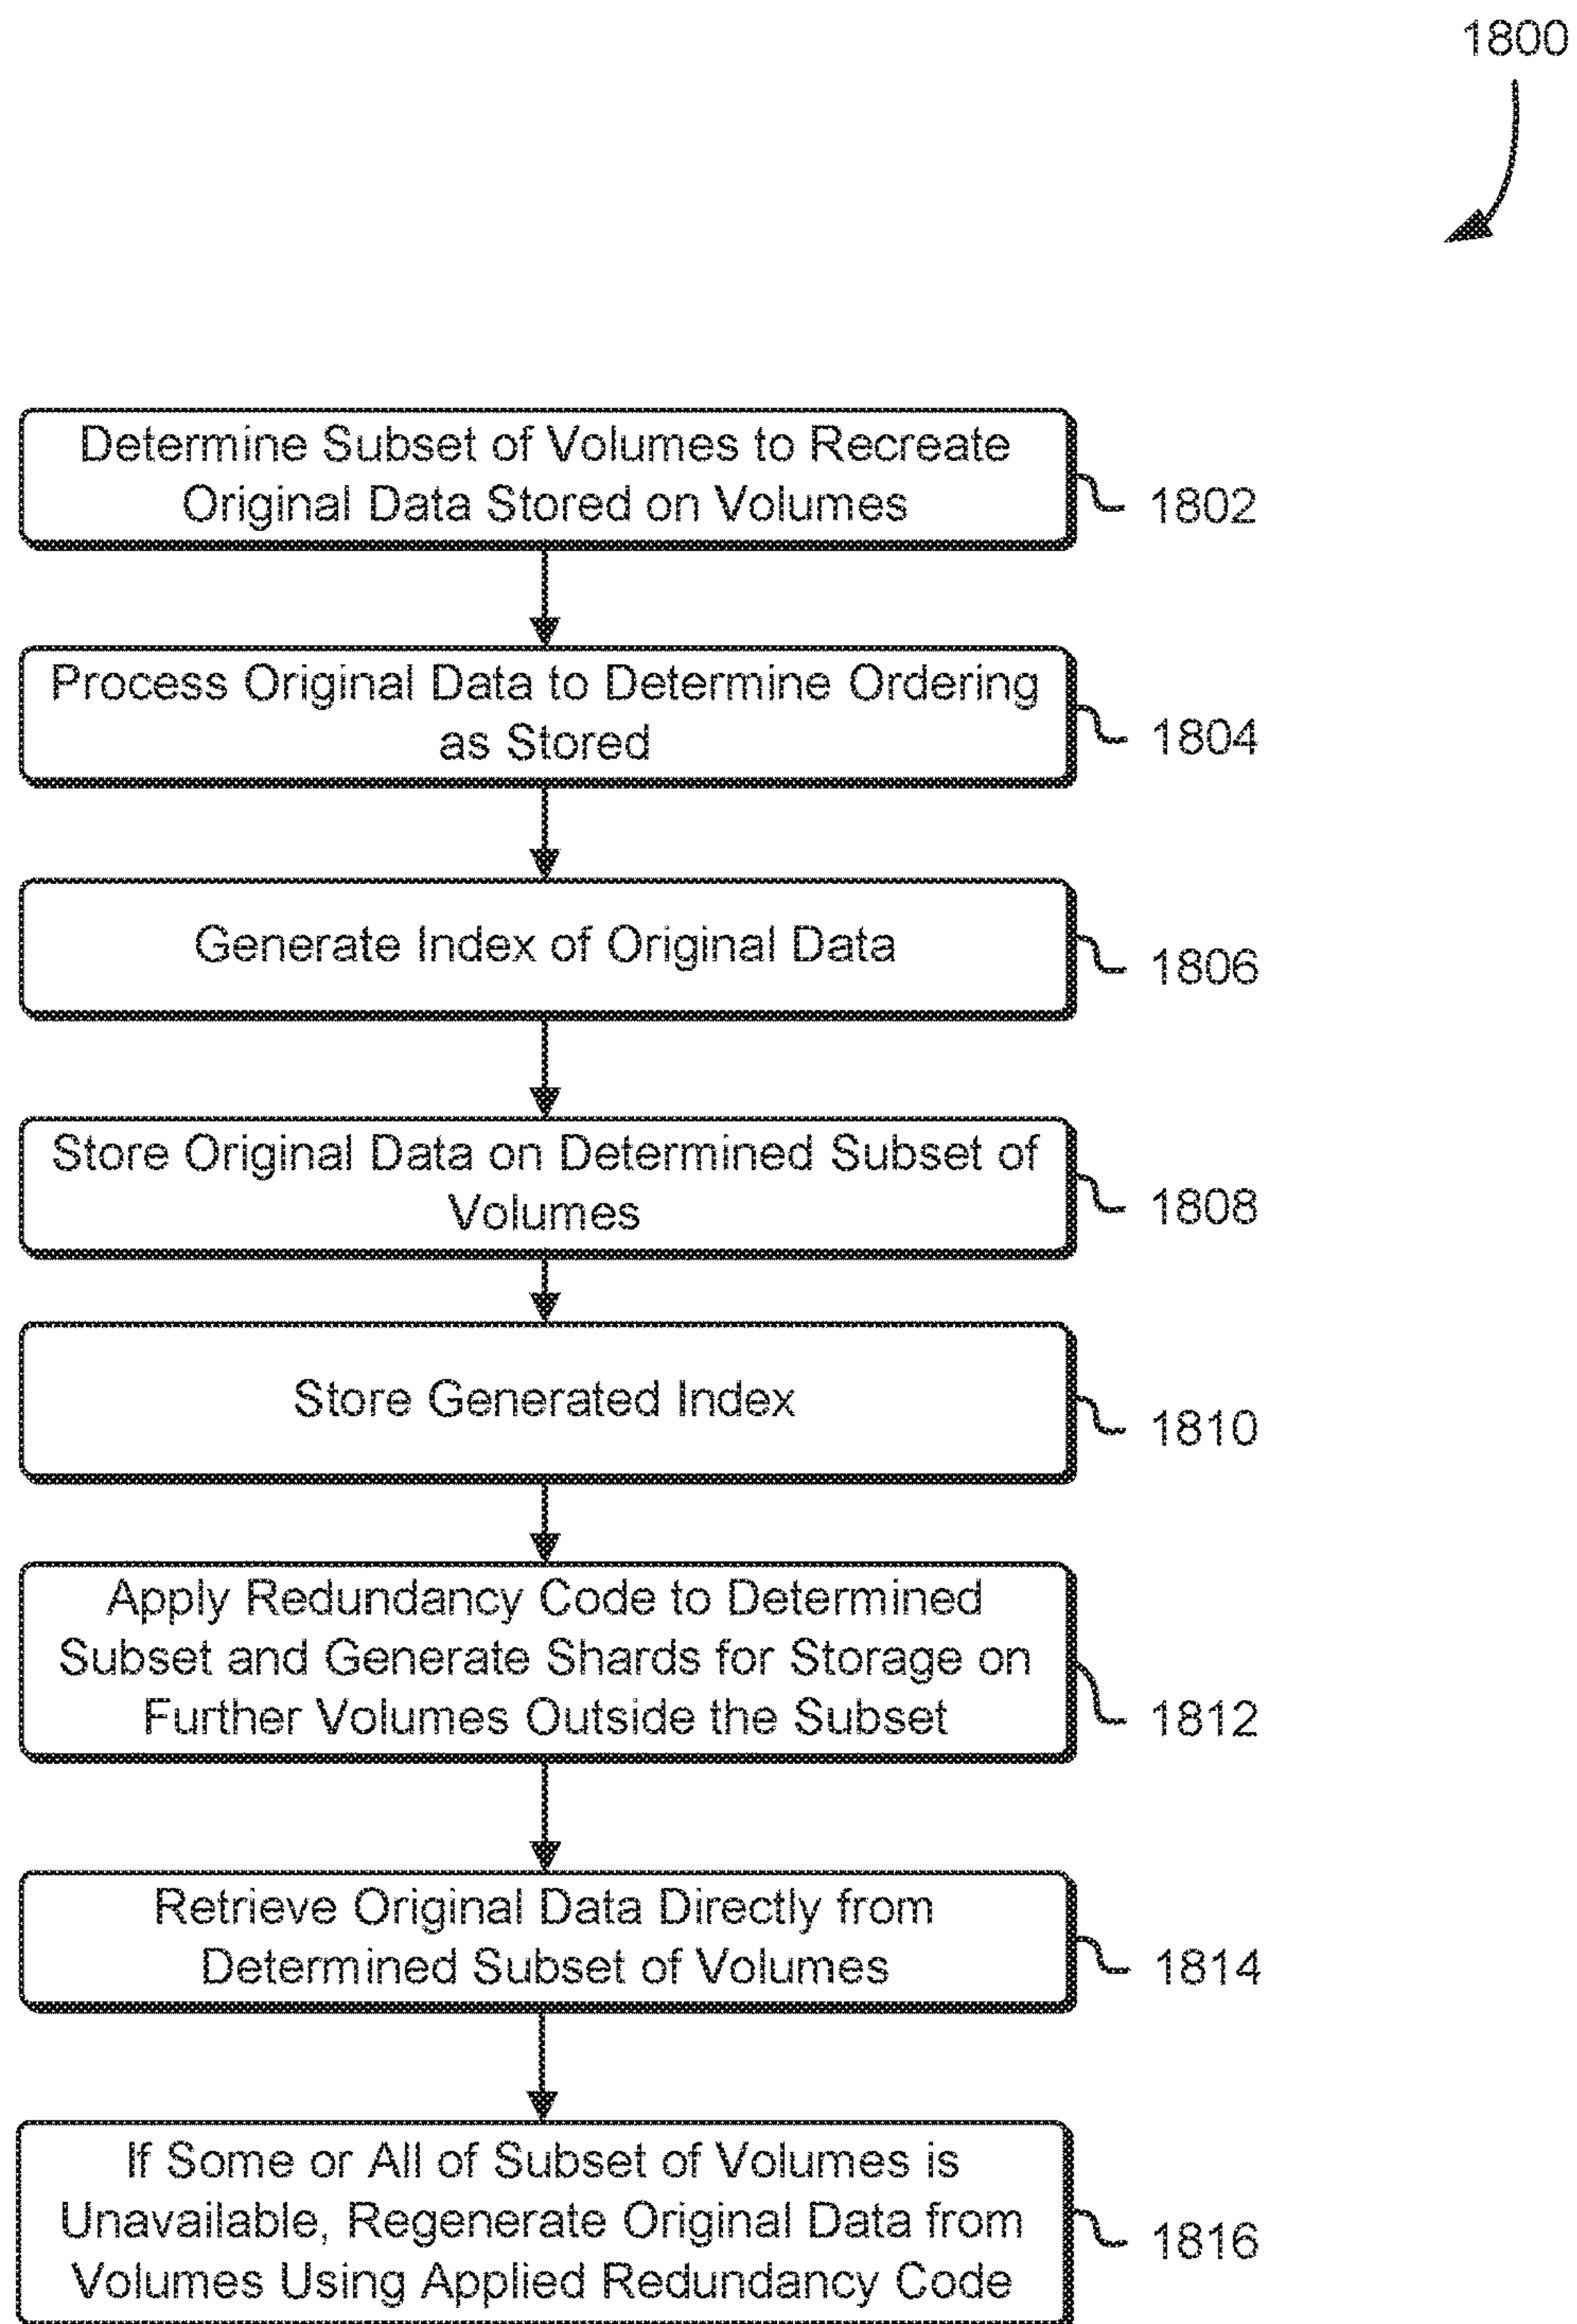 1800
Determine Subset of Volumes to Recreate
Original Data Stored on Volumes
1802
Process Original Data to Determine Ordering
as Stored
1804
Generate Index of Original Data
1806
Store Original Data on Determined Subset of
Volumes
1808
Store Generated Index
1810
Apply Redundancy Code to Determined
Subset and Generate Shards for Storage on
Further Volumes Outside the Subset
1812
Retrieve Original Data Directly from
Determined Subset of Volumes
1814
If Some or All of Subset of Volumes is
Unavailable, Regenerate Original Data from
Volumes Using Applied Redundancy Code
1816